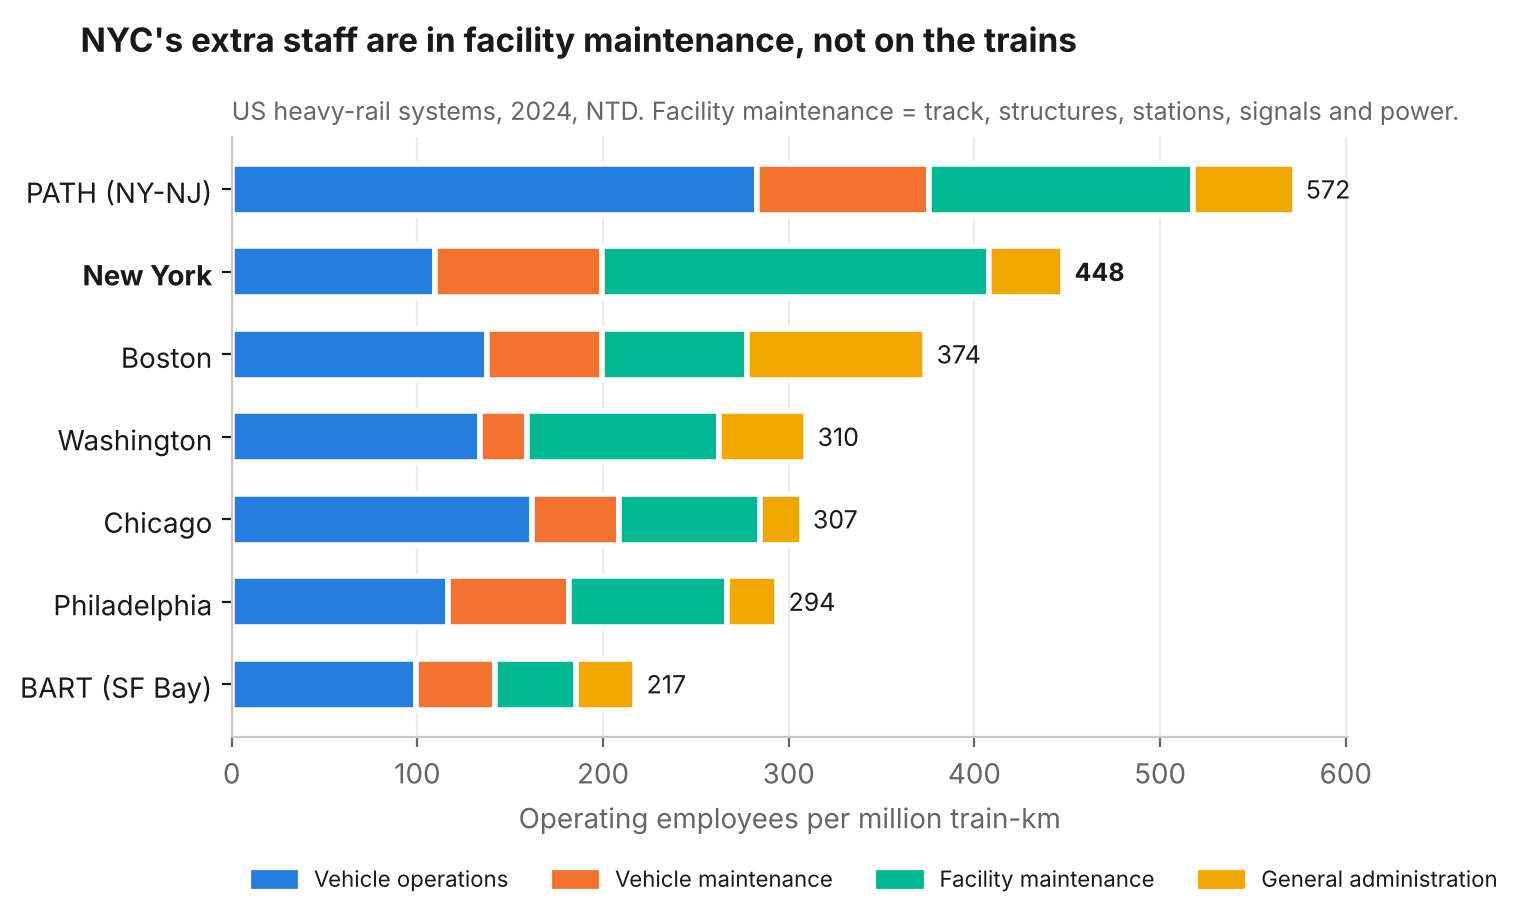 NYC's extra staff are in facility maintenance, not on the trains
US heavy-rail systems, 2024, NTD. Facility maintenance = track, structures, stations, signals and power.
PATH (NY-NJ) 572
New York 448
Boston 374
Washington 310
Chicago 307
Philadelphia 294
BART (SF Bay) 217
0 100 200 300 400 500 600
Operating employees per million train-km
Vehicle operations Vehicle maintenance Facility maintenance General administration